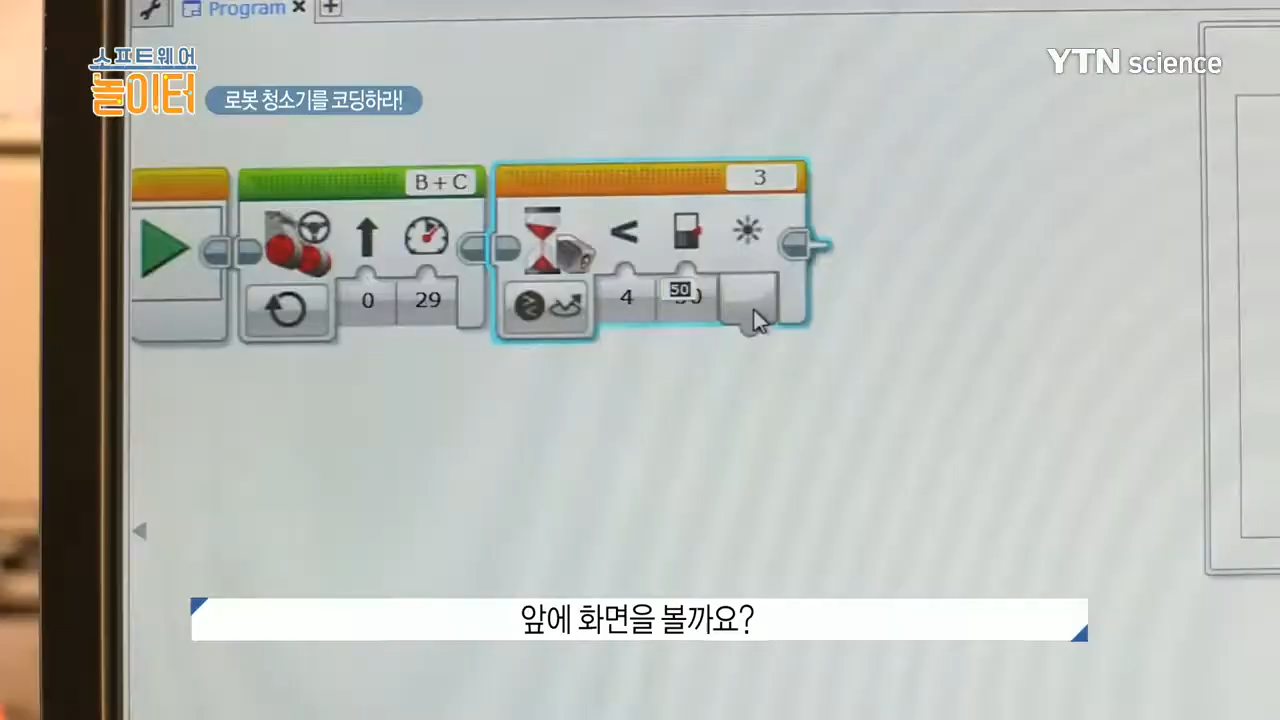 Program
소프트웨어
놀이터
로봇 청소기를 코딩하라!
YTN science
B + C
3
<
0
29
4
50
앞에 화면을 볼까요?